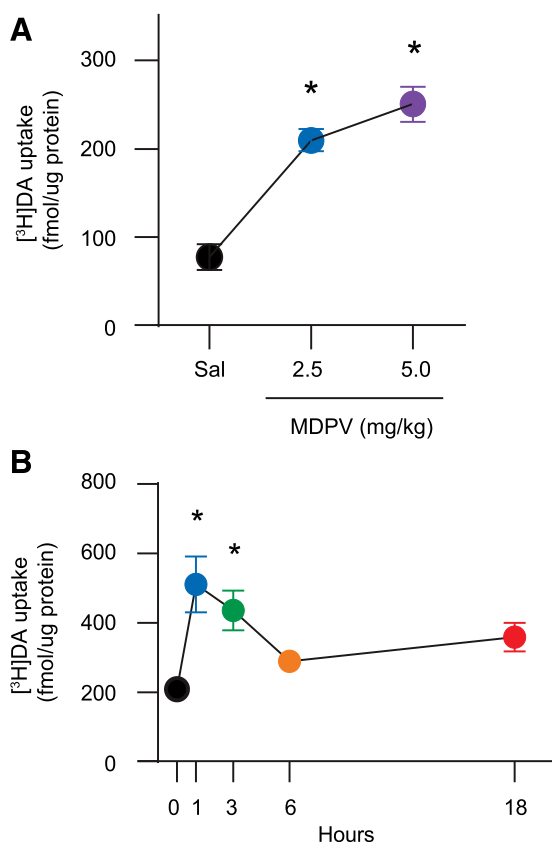 A
300
200
100
0
[³H]DA uptake
(fmol/ug protein)
*
*
Sal
2.5
5.0
MDPV (mg/kg)
B
800
600
400
200
0
[³H]DA uptake
(fmol/ug protein)
*
*
0
1
3
6
18
Hours